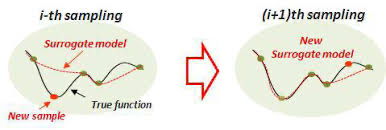 i-th sampling
Surrogate model
New sample
True function
(i+1)th sampling
New
Surrogate model